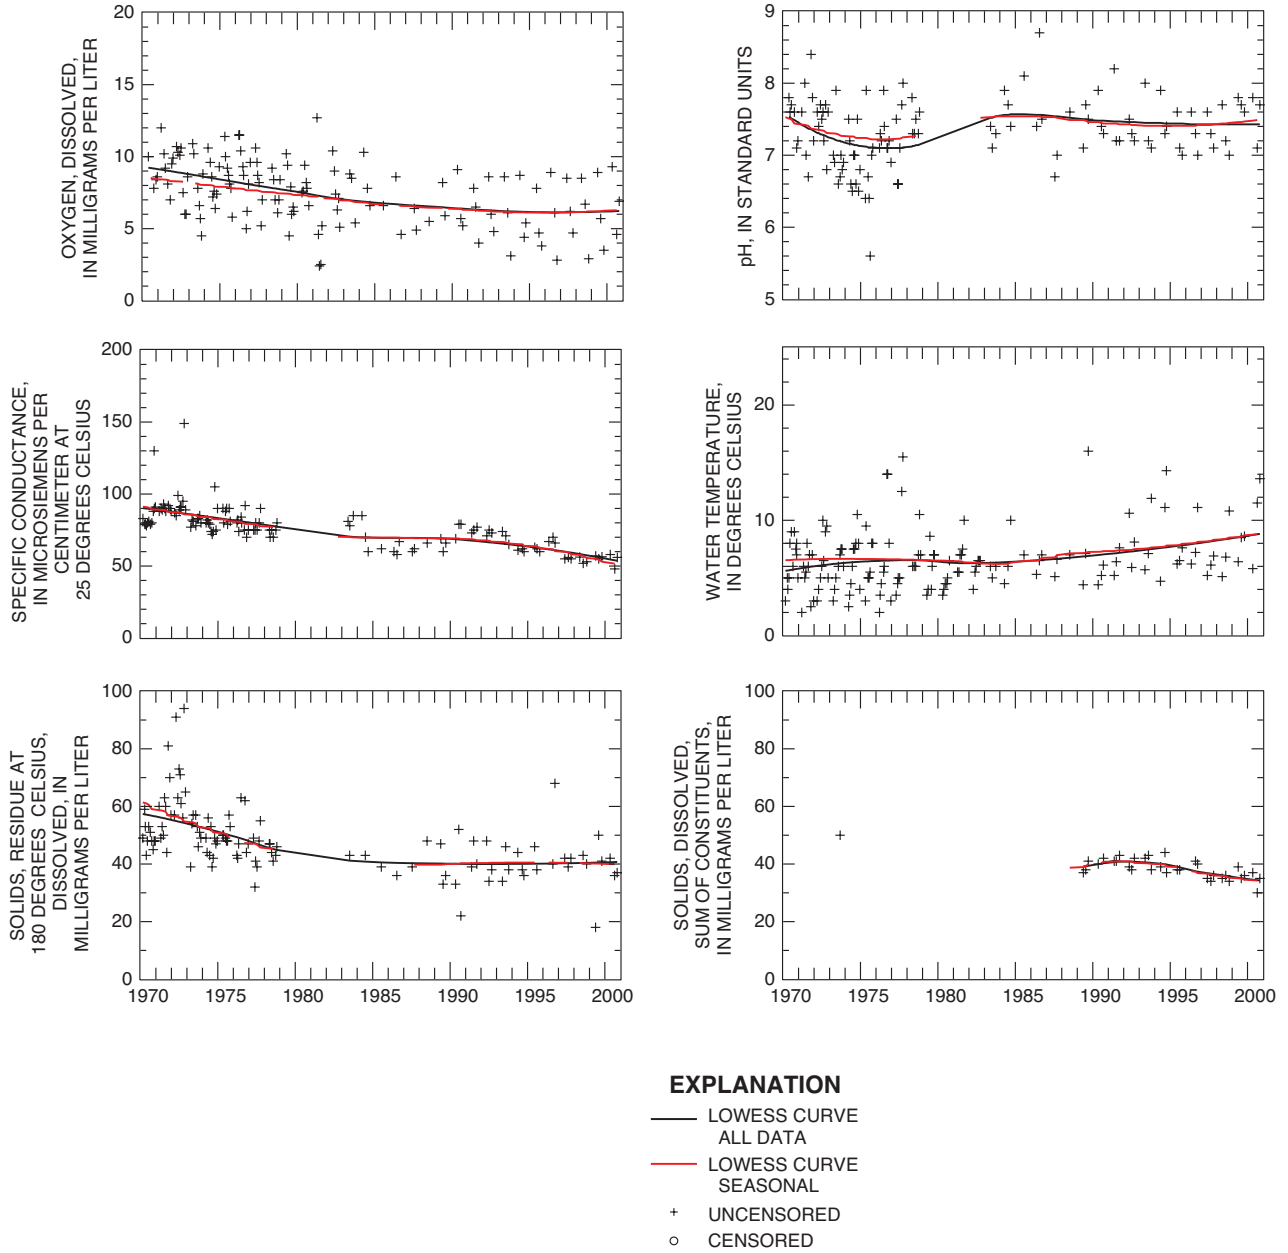 OXYGEN, DISSOLVED,
IN MILLIGRAMS PER LITER
20
15
10
5
0
pH, IN STANDARD UNITS
9
8
7
6
5
SPECIFIC CONDUCTANCE,
IN MICROSIEMENS PER
CENTIMETER AT
25 DEGREES CELSIUS
200
150
100
50
0
WATER TEMPERATURE,
IN DEGREES CELSIUS
20
10
0
SOLIDS, RESIDUE AT
180 DEGREES CELSIUS,
DISSOLVED, IN
MILLIGRAMS PER LITER
100
80
60
40
20
0
1970 1975 1980 1985 1990 1995 2000
SOLIDS, DISSOLVED,
SUM OF CONSTITUENTS,
IN MILLIGRAMS PER LITER
100
80
60
40
20
0
1970 1975 1980 1985 1990 1995 2000
EXPLANATION
LOWESS CURVE
ALL DATA
LOWESS CURVE
SEASONAL
UNCENSORED
CENSORED